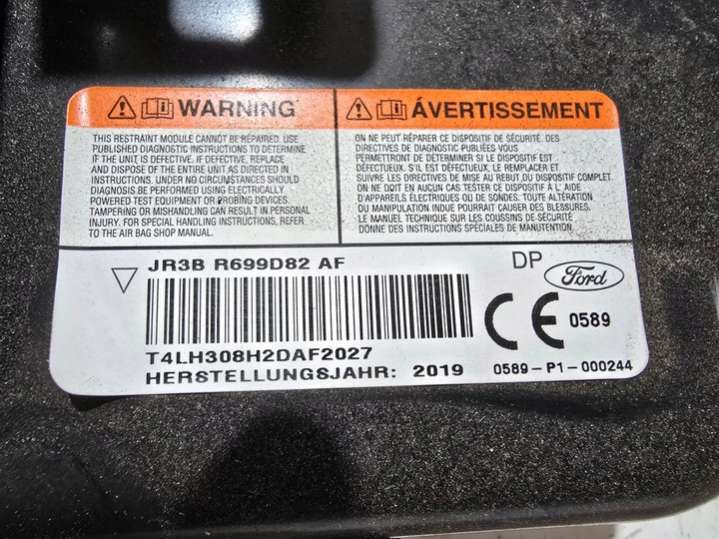 WARNING
THIS RESTRAINT MODULE CANNOT BE REPAIRED. USE
PUBLISHED DIAGNOSTIC INSTRUCTIONS TO DETERMINE
IF THE UNIT IS DEFECTIVE. IF DEFECTIVE, REPLACE
AND DISPOSE OF THE ENTIRE UNIT AS DIRECTED IN
INSTRUCTIONS. UNDER NO CIRCUMSTANCES SHOULD
DIAGNOSIS BE PERFORMED USING ELECTRICALLY
POWERED TEST EQUIPMENT OR PROBING DEVICES.
TAMPERING OR MISHANDLING CAN RESULT IN PERSONAL
INJURY. FOR SPECIAL HANDLING INSTRUCTIONS, REFER
TO THE AIR BAG SHOP MANUAL.
ÁVERTISSEMENT
ON NE PEUT RÉPARER CE DISPOSITIF DE SÉCURITÉ. DES
DIRECTIVES DE DIAGNOSTIC PUBLIÉES VOUS
PERMETTRONT DE DÉTERMINER SI LE DISPOSITIF EST
DÉFECTUEUX. S'IL EST DÉFECTUEUX, LE REMPLACER ET
SUIVRE LES DIRECTIVES DE MISE AU REBUT DU DISPOSITIF COMPLET.
ON NE DOIT EN AUCUN CAS TESTER CE DISPOSITIF À L' AIDE
D'APPAREILS ÉLECTRIQUES OU DE SONDES. TOUTE ALTÉRATION
OU MANIPULATION INDUE POURRAIT CAUSER DES BLESSURES.
LE MANUEL TECHNIQUE SUR LES COUSSINS DE SÉCURITÉ
DONNE DES INSTRUCTIONS SPÉCIALES DE MANUTENTION.
JR3B R699D82 AF
DP
Ford
CE 0589
T4LH308H2DAF2027
HERSTELLUNGSJAHR: 2019
0589-P1-000244